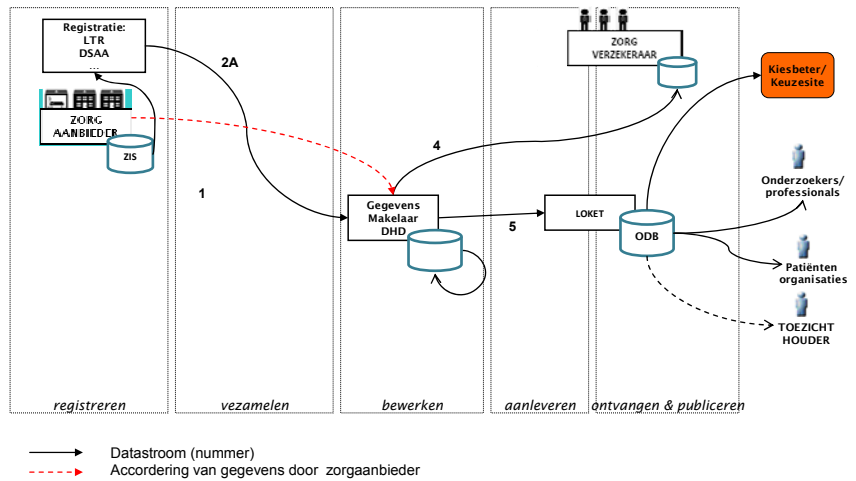 Registratie:
LTR
DSAA
...
2A
ZORG
AANBIEDER
ZIS
1
Gegevens
Makelaar
DHD
4
5
ZORG
VERZEKERAAR
LOKET
ODB
Kiesbeter/
Keuzesite
Onderzoekers/
professionals
Patiënten
organisaties
TOEZICHT
HOUDER
registreren
vezamelen
bewerken
aanleveren
ontvangen & publiceren
Datastroom (nummer)
Accordering van gegevens door zorgaanbieder